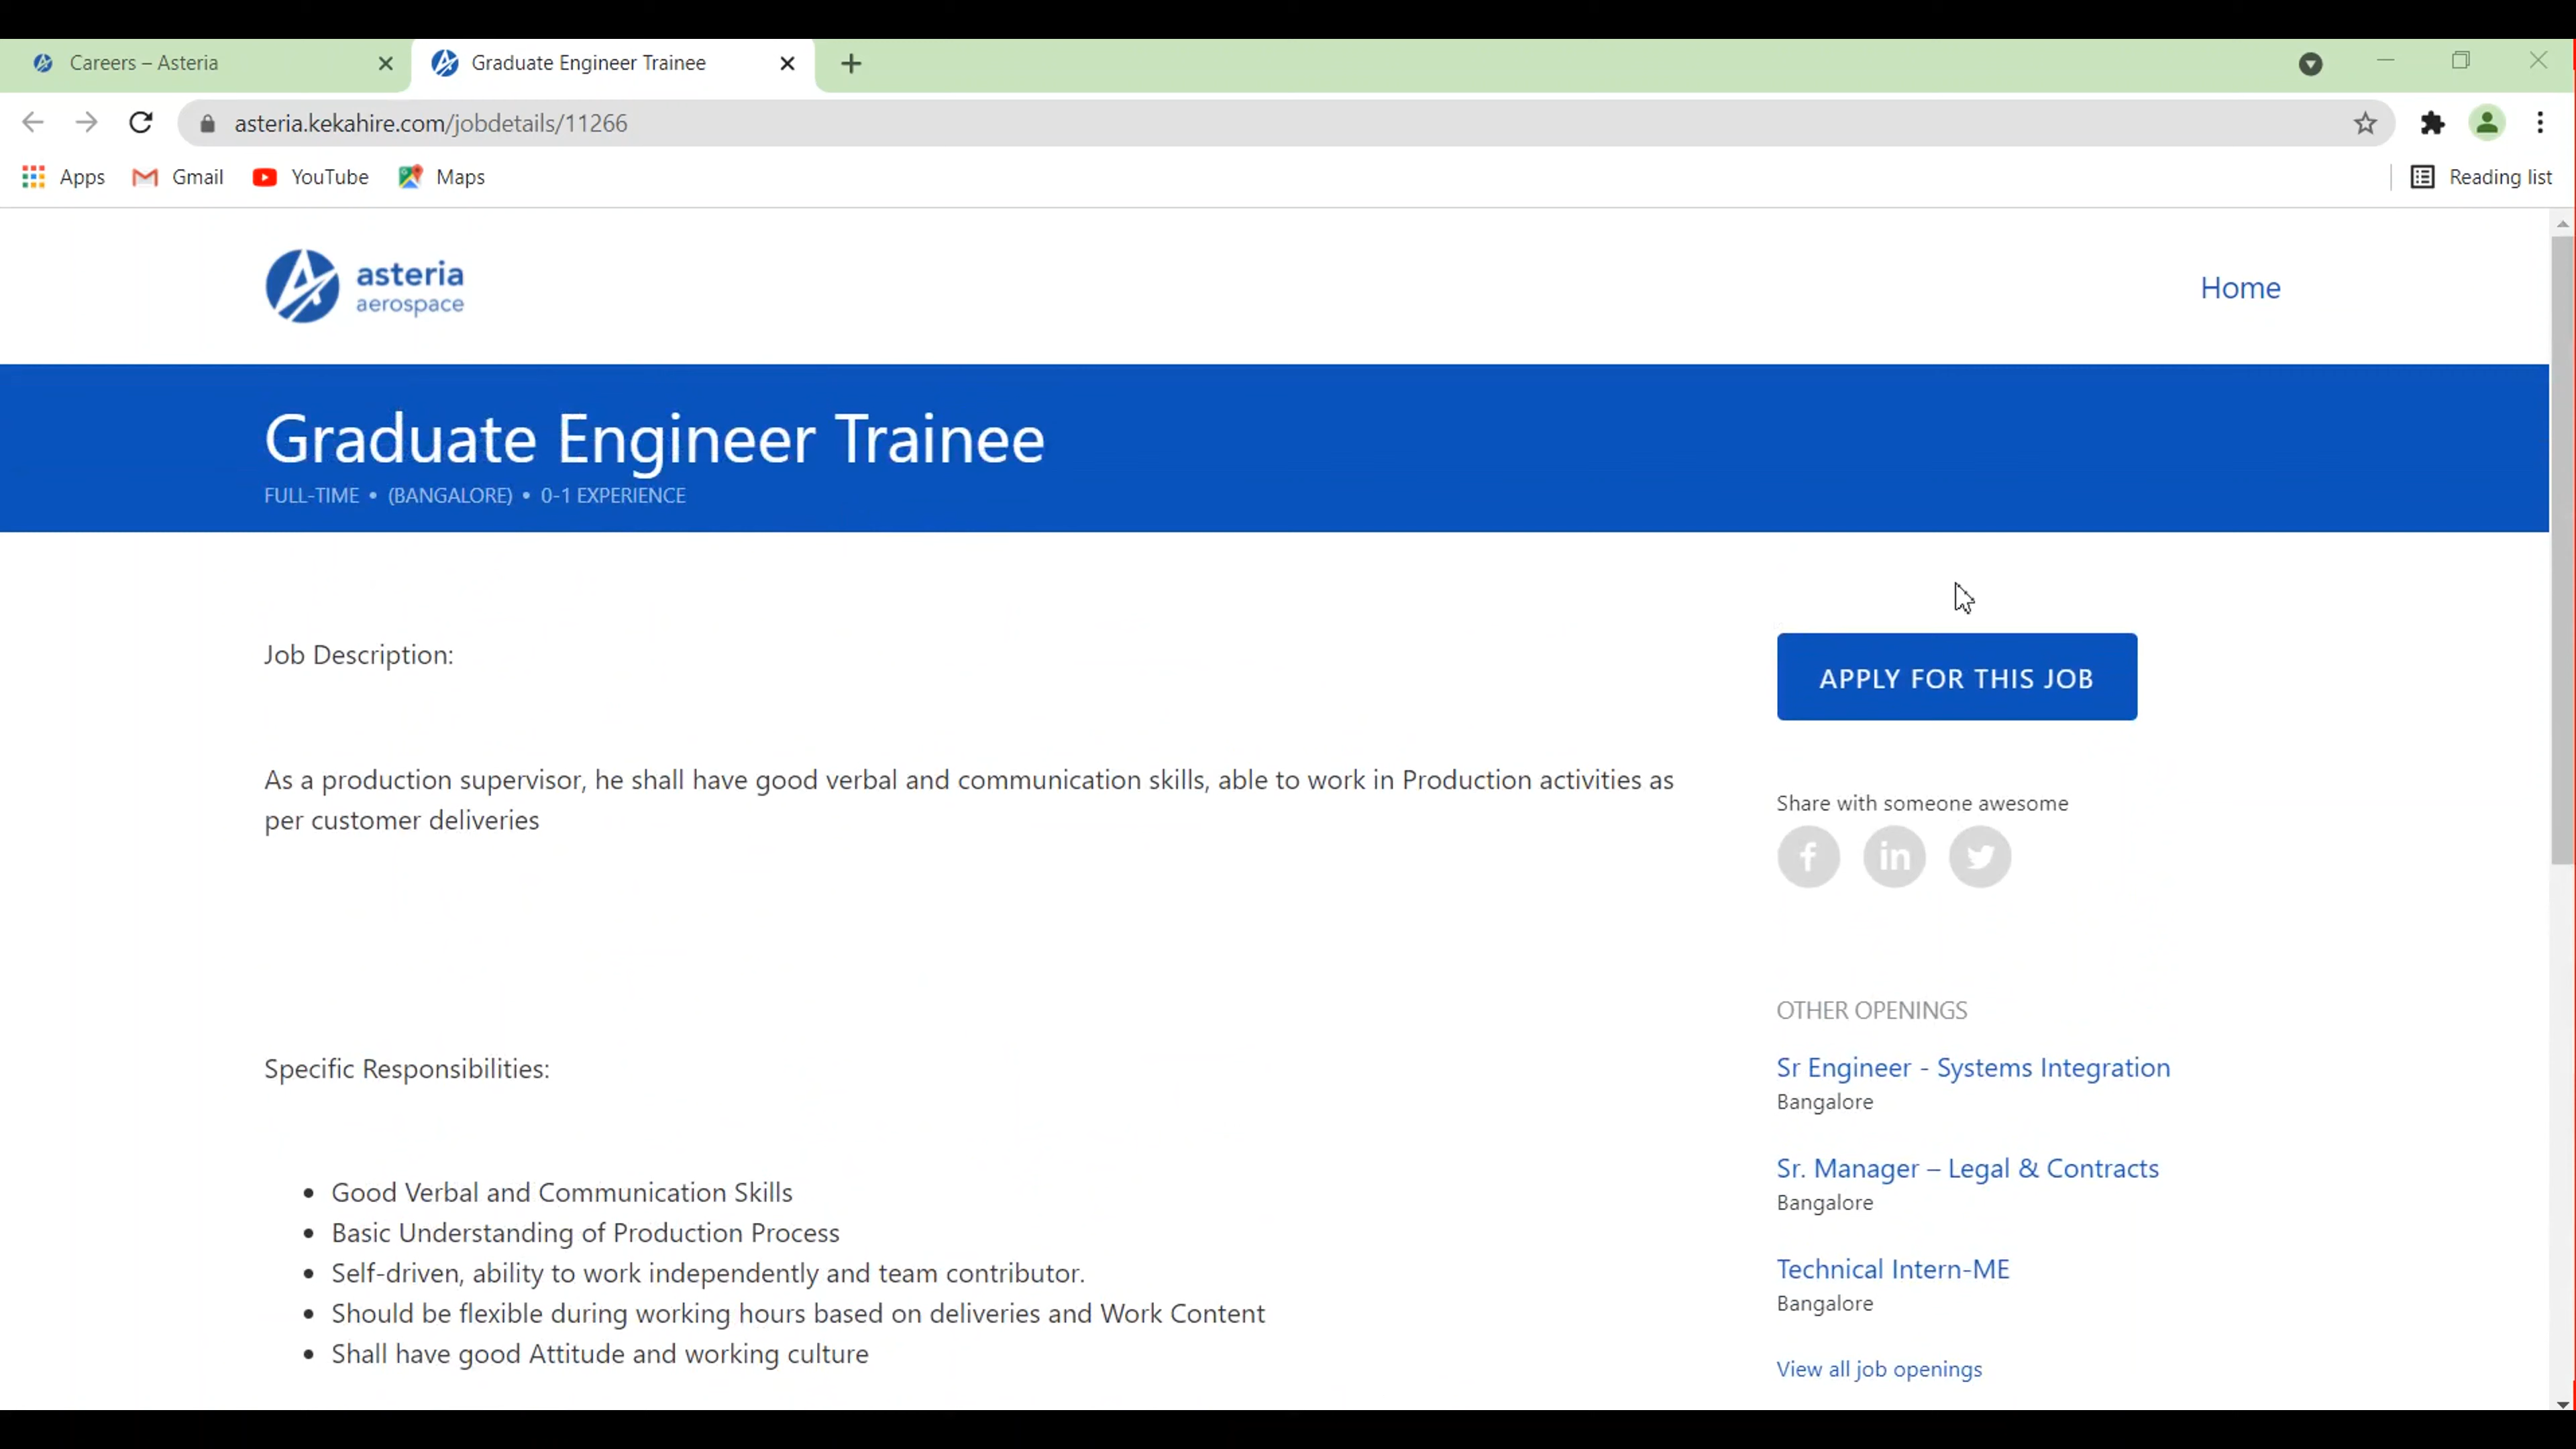 Careers – Asteria
Graduate Engineer Trainee
asteria.kekahire.com/jobdetails/11266
Apps
Gmail
YouTube
Maps
Reading list
asteria
aerospace
Home
Graduate Engineer Trainee
FULL-TIME • (BANGALORE) • 0-1 EXPERIENCE
Job Description:
As a production supervisor, he shall have good verbal and communication skills, able to work in Production activities as
per customer deliveries
Specific Responsibilities:
• Good Verbal and Communication Skills
• Basic Understanding of Production Process
• Self-driven, ability to work independently and team contributor.
• Should be flexible during working hours based on deliveries and Work Content
• Shall have good Attitude and working culture
APPLY FOR THIS JOB
Share with someone awesome
OTHER OPENINGS
Sr Engineer - Systems Integration
Bangalore
Sr. Manager – Legal & Contracts
Bangalore
Technical Intern-ME
Bangalore
View all job openings